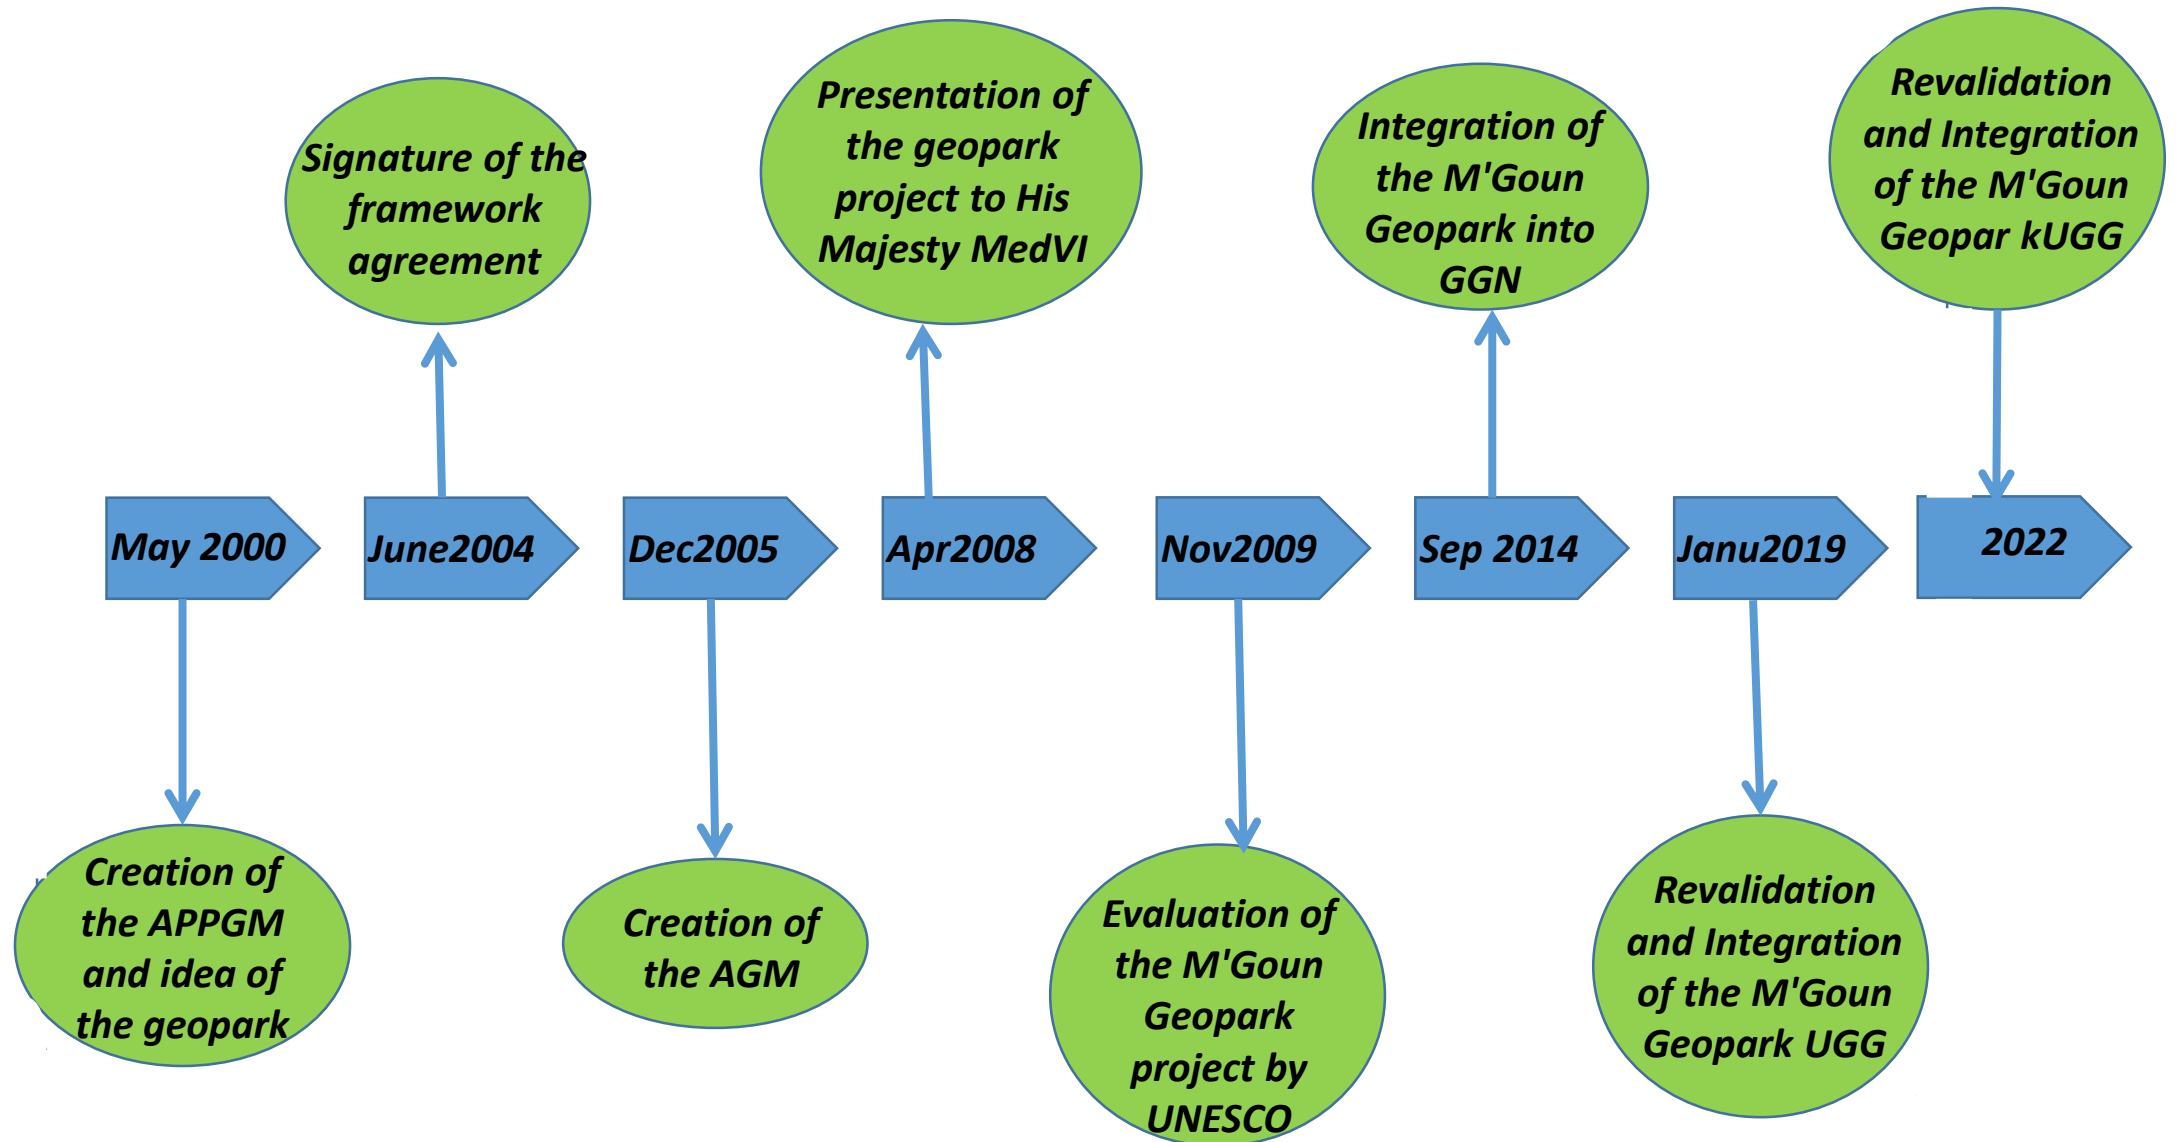 Signature of the
framework
agreement
Presentation of
the geopark
project to His
Majesty MedVI
Integration of
the M'Goun
Geopark into
GGN
Revalidation
and Integration
of the M'Goun
Geopar kUGG
May 2000
June2004
Dec2005
Apr2008
Nov2009
Sep 2014
Janu2019
2022
Creation of
the APPGM
and idea of
the geopark
Creation of
the AGM
Evaluation of
the M'Goun
Geopark
project by
UNESCO
Revalidation
and Integration
of the M'Goun
Geopark UGG